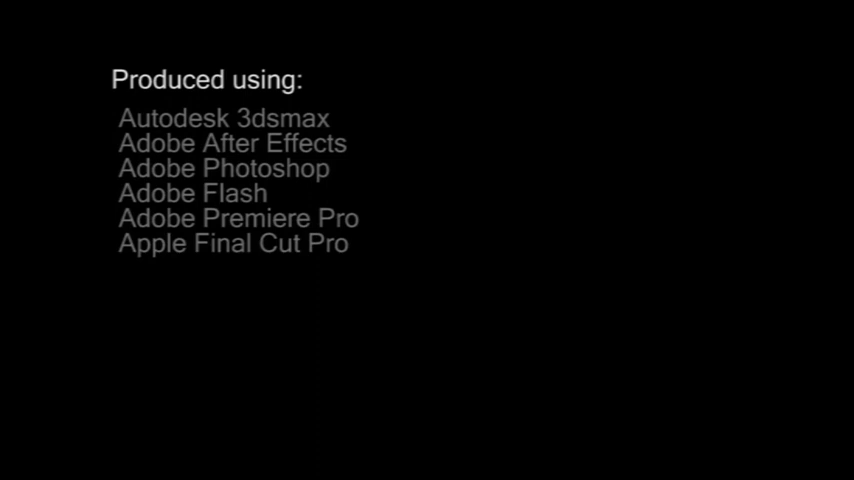 Produced using:
Autodesk 3dsmax
Adobe After Effects
Adobe Photoshop
Adobe Flash
Adobe Premiere Pro
Apple Final Cut Pro